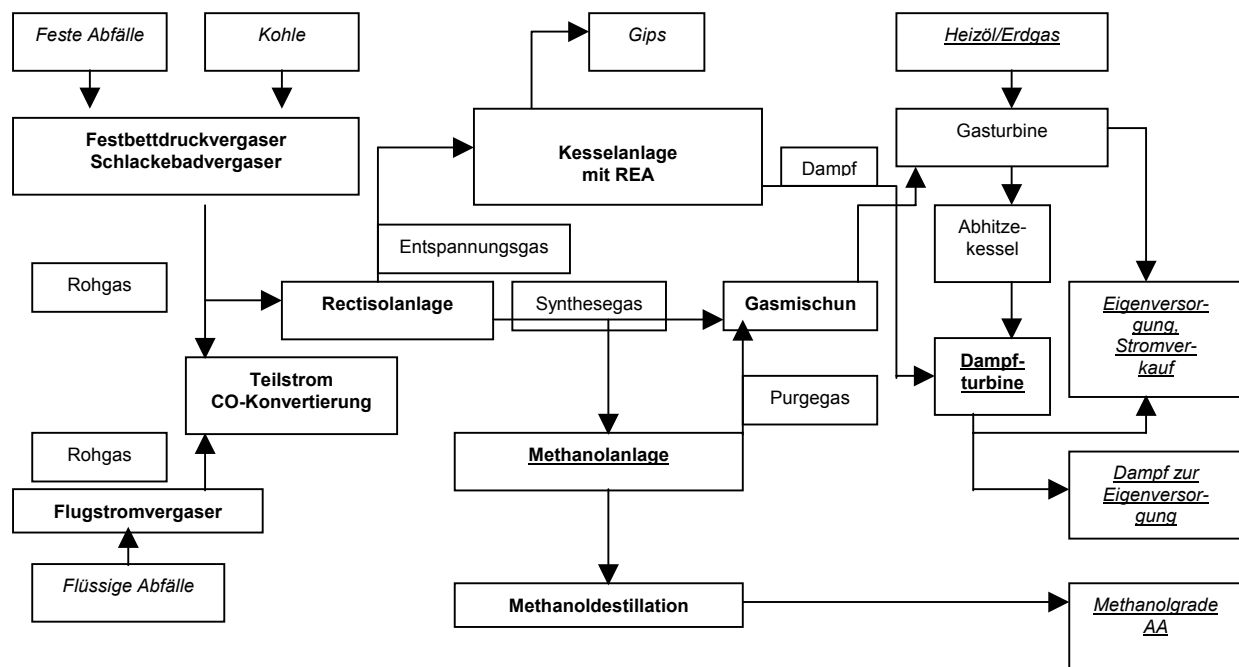 Feste Abfälle
Kohle
Gips
Heizöl/Erdgas
Festbettdruckvergaser
Schlackebadvergaser
Kesselanlage
mit REA
Dampf
Gasturbine
Abhitze-
kessel
Entspannungsgas
Rohgas
Rectisolanlage
Synthesegas
Gasmischun
Eigenversor-
gung,
Stromver-
kauf
Dampf-
turbine
Teilstrom
CO-Konvertierung
Purgegas
Rohgas
Methanolanlage
Dampf zur
Eigenversor-
gung
Flugstromvergaser
Flüssige Abfälle
Methanoldestillation
Methanolgrade
AA